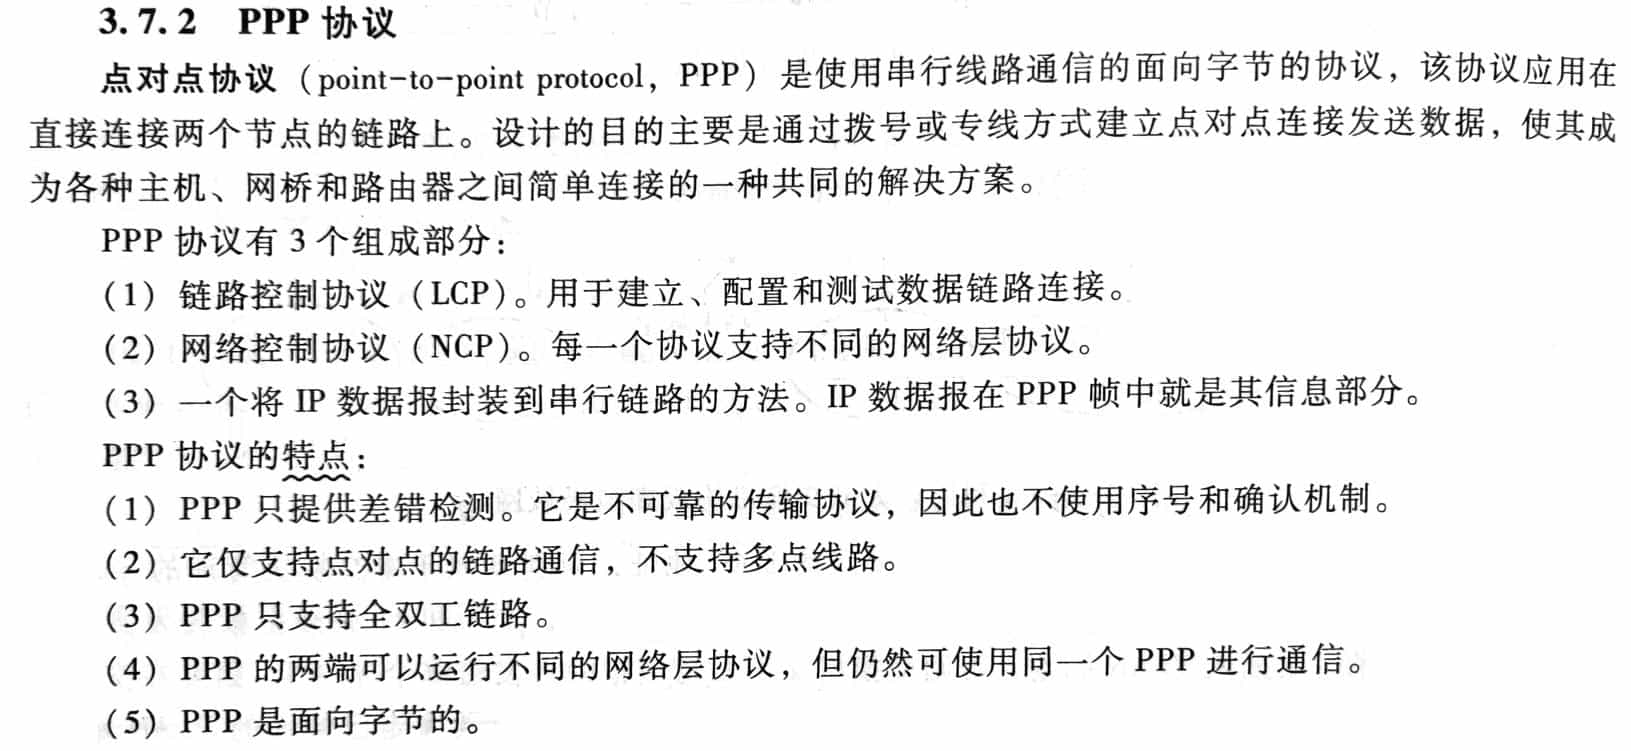 3.7.2 PPP 协议
点对点协议（point-to-point protocol，PPP）是使用串行线路通信的面向字节的协议，该协议应用在
直接连接两个节点的链路上。设计的目的主要是通过拨号或专线方式建立点对点连接发送数据，使其成
为各种主机、网桥和路由器之间简单连接的一种共同的解决方案。
PPP 协议有 3 个组成部分：
（1）链路控制协议（LCP）。用于建立、配置和测试数据链路连接。
（2）网络控制协议（NCP）。每一个协议支持不同的网络层协议。
（3）一个将 IP 数据报封装到串行链路的方法。IP 数据报在 PPP 帧中就是其信息部分。
PPP 协议的特点：
（1）PPP 只提供差错检测。它是不可靠的传输协议，因此也不使用序号和确认机制。
（2）它仅支持点对点的链路通信，不支持多点线路。
（3）PPP 只支持全双工链路。
（4）PPP 的两端可以运行不同的网络层协议，但仍然可使用同一个 PPP 进行通信。
（5）PPP 是面向字节的。